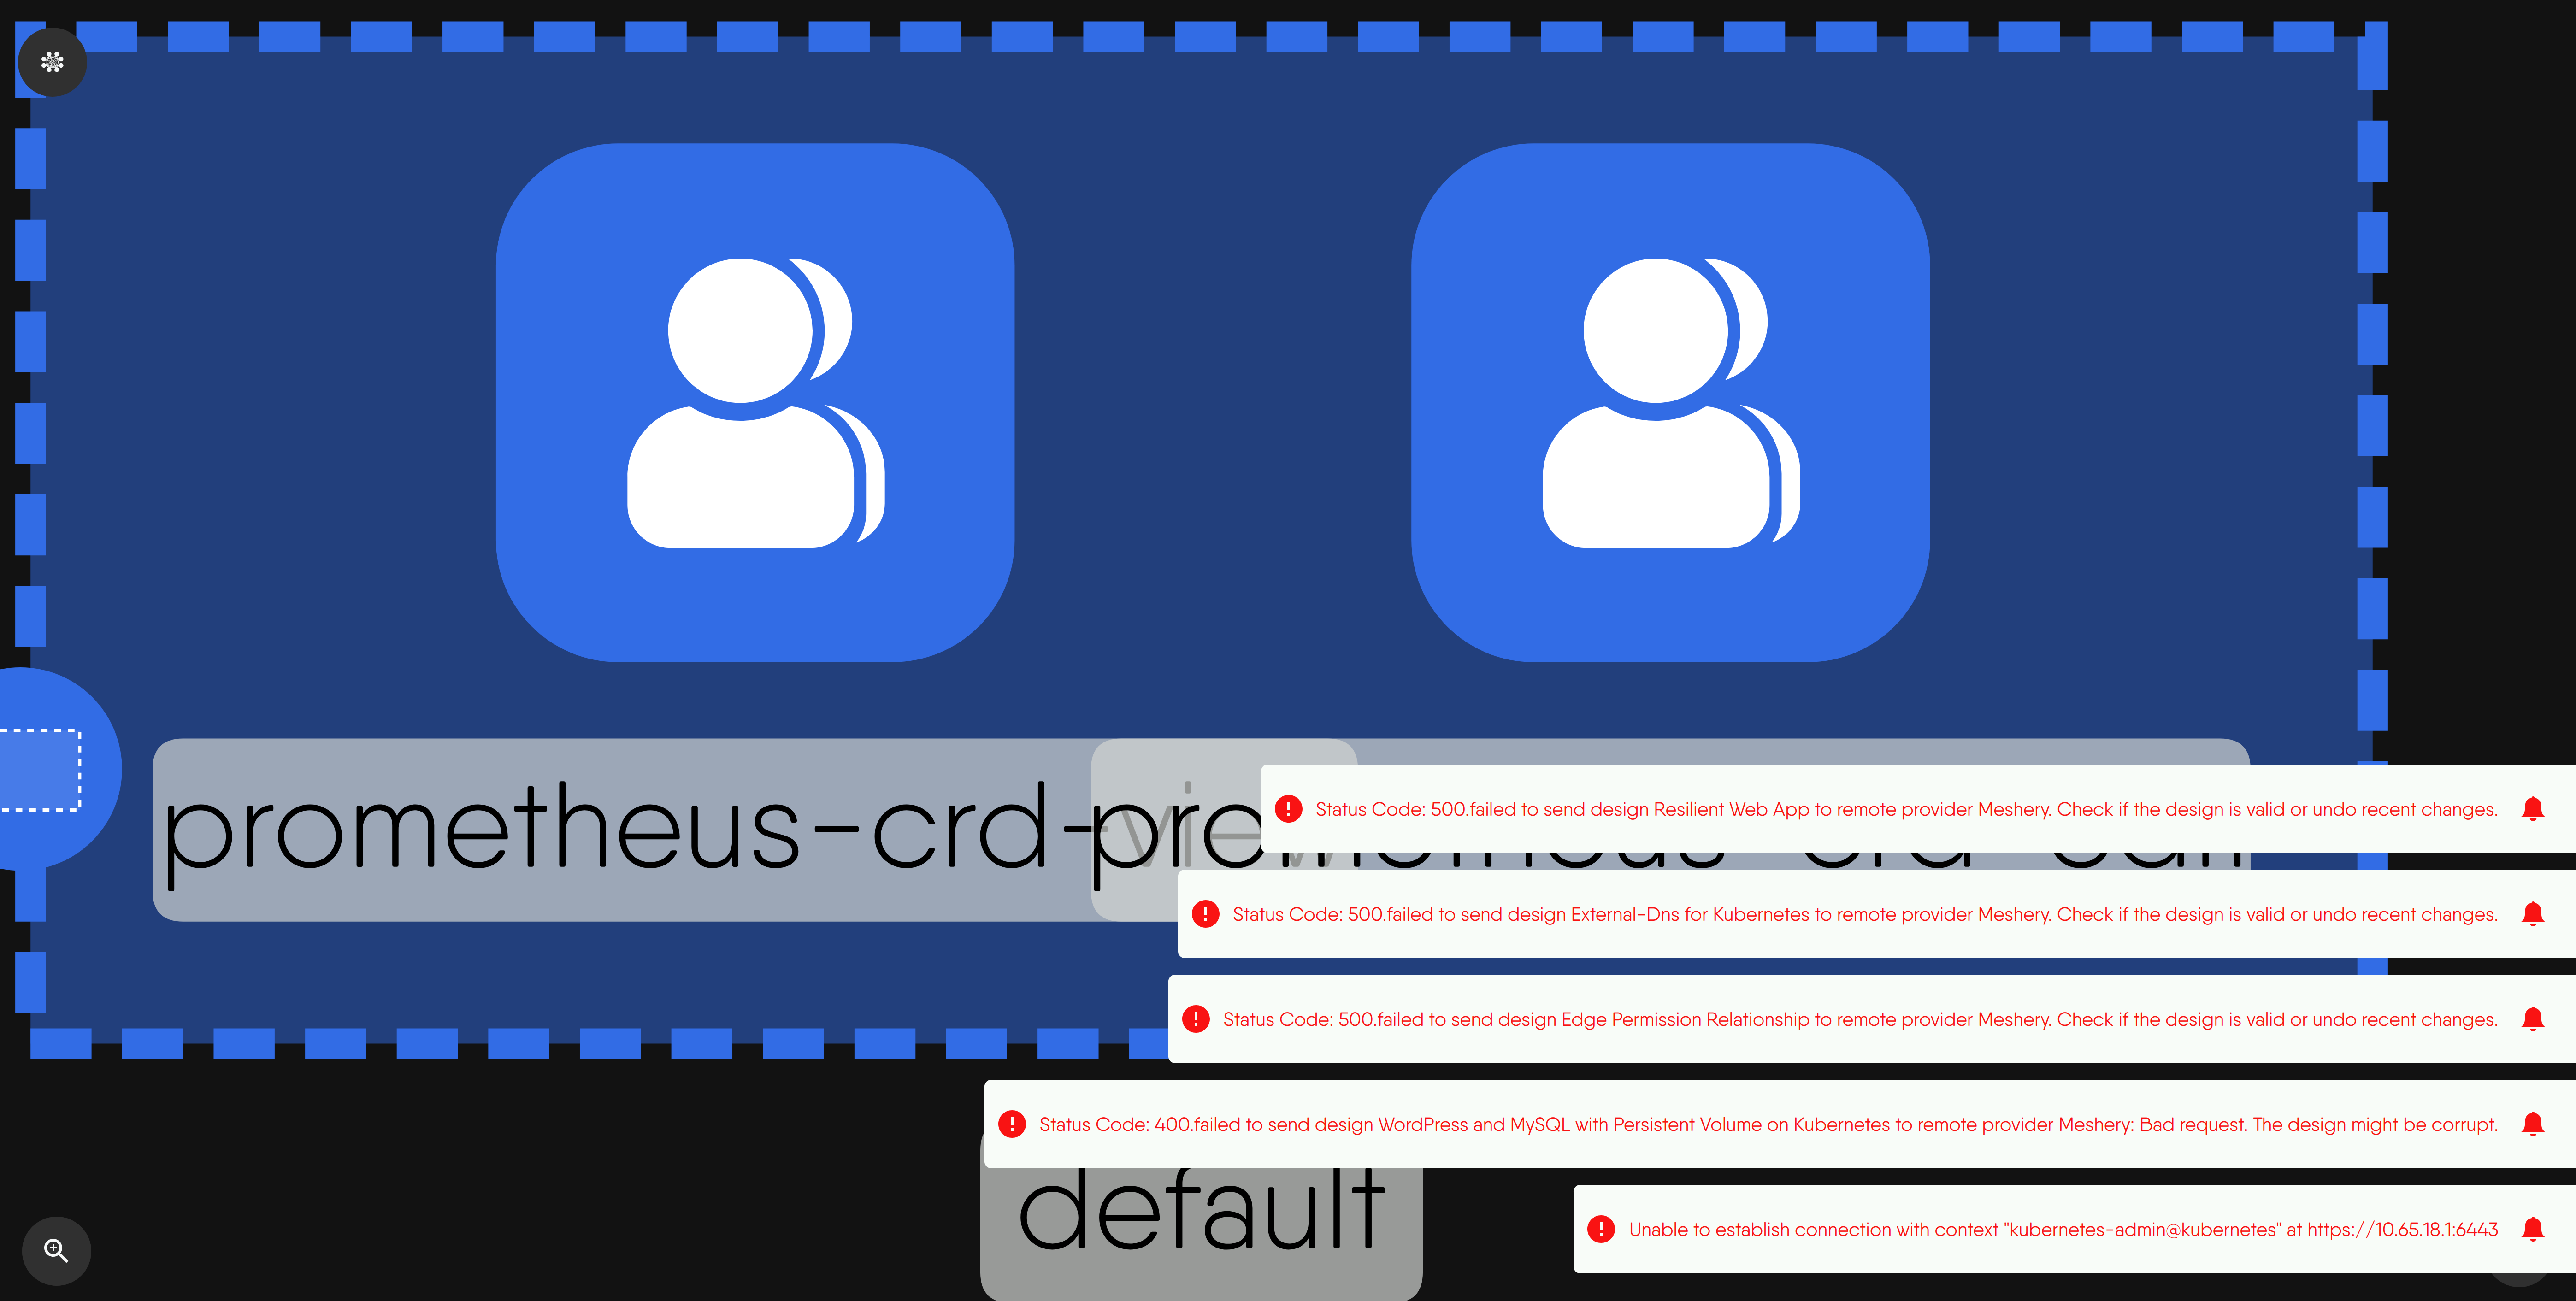 prometheus-crd-
Status Code: 500.failed to send design Resilient Web App to remote provider Meshery. Check if the design is valid or undo recent changes.
Status Code: 500.failed to send design External-Dns for Kubernetes to remote provider Meshery. Check if the design is valid or undo recent changes.
Status Code: 500.failed to send design Edge Permission Relationship to remote provider Meshery. Check if the design is valid or undo recent changes.
Status Code: 400.failed to send design WordPress and MySQL with Persistent Volume on Kubernetes to remote provider Meshery: Bad request. The design might be corrupt.
default
Unable to establish connection with context "kubernetes-admin@kubernetes" at https://10.65.18.1:6443